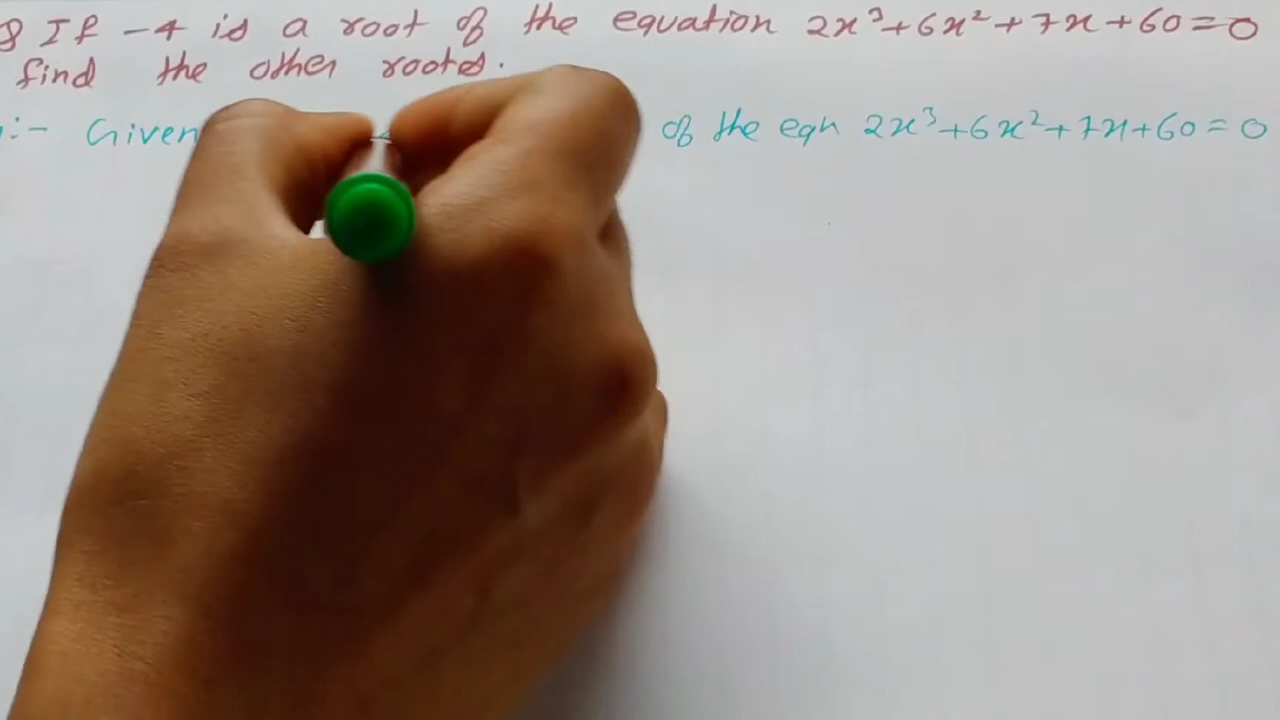 If -4 is a root of the equation 2x³+6x²+7x+60=0
find the other roots.
:- Given of the eqn 2x³+6x²+7x+60=0